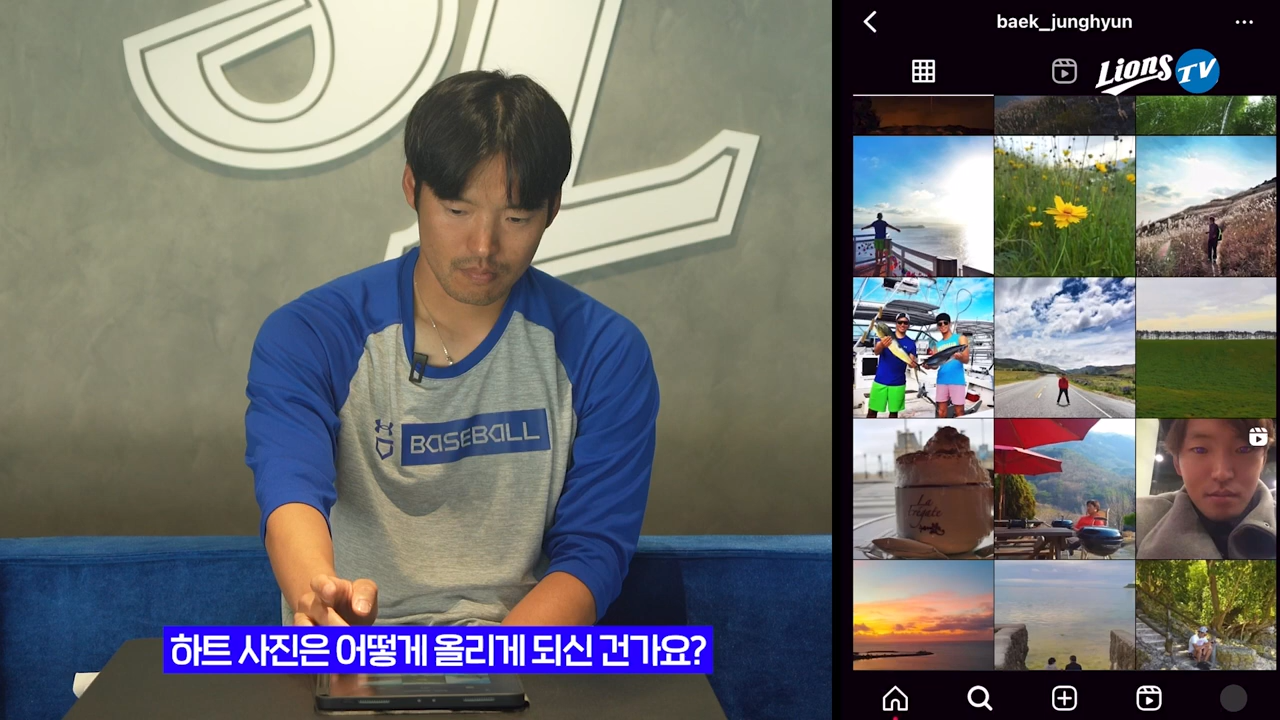 baek_junghyun
Lions TV
BASEBALL
La
Frégate
하트 사진은 어떻게 올리게 되신 건가요?